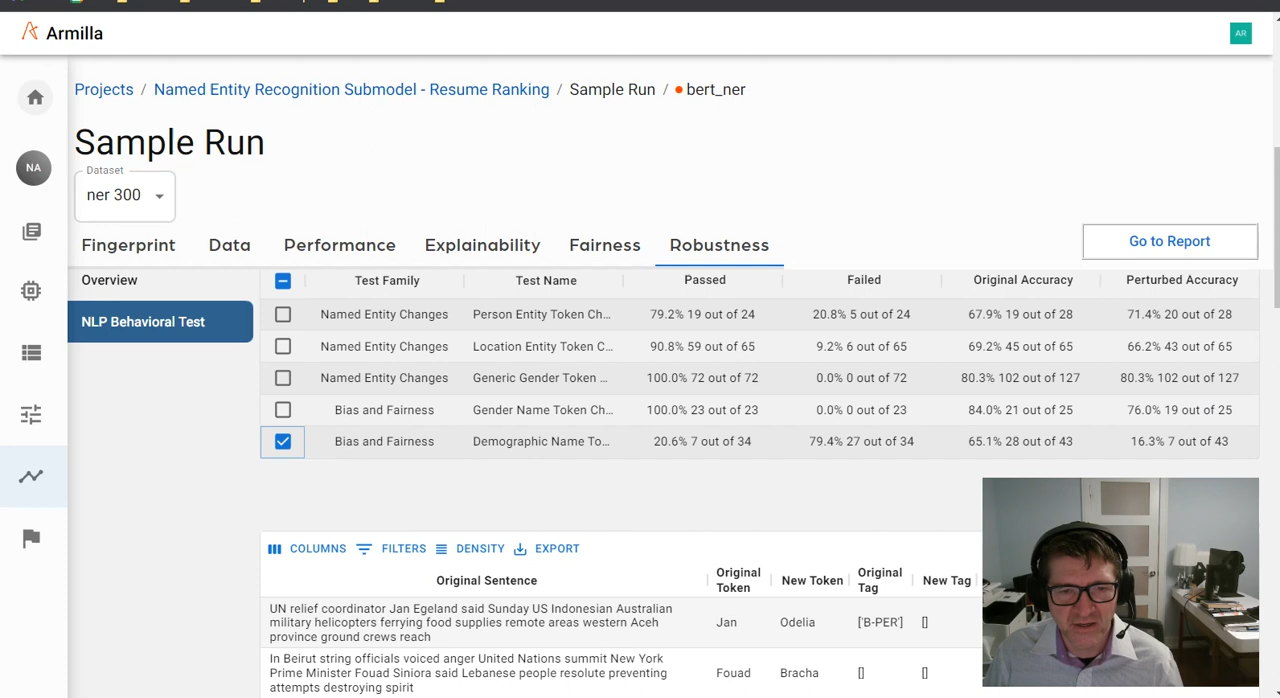 Armilla
AR
Projects / Named Entity Recognition Submodel - Resume Ranking / Sample Run / bert_ner
Sample Run
NA
Dataset
ner 300
Fingerprint Data Performance Explainability Fairness Robustness
Go to Report
Overview
NLP Behavioral Test
Test Family Test Name Passed Failed Original Accuracy Perturbed Accuracy
Named Entity Changes Person Entity Token Ch... 79.2% 19 out of 24 20.8% 5 out of 24 67.9% 19 out of 28 71.4% 20 out of 28
Named Entity Changes Location Entity Token C... 90.8% 59 out of 65 9.2% 6 out of 65 69.2% 45 out of 65 66.2% 43 out of 65
Named Entity Changes Generic Gender Token ... 100.0% 72 out of 72 0.0% 0 out of 72 80.3% 102 out of 127 80.3% 102 out of 127
Bias and Fairness Gender Name Token Ch... 100.0% 23 out of 23 0.0% 0 out of 23 84.0% 21 out of 25 76.0% 19 out of 25
Bias and Fairness Demographic Name To... 20.6% 7 out of 34 79.4% 27 out of 34 65.1% 28 out of 43 16.3% 7 out of 43
COLUMNS FILTERS DENSITY EXPORT
Original Sentence Original Token New Token Original Tag New Tag
UN relief coordinator Jan Egeland said Sunday US Indonesian Australian
military helicopters ferrying food supplies remote areas western Aceh
province ground crews reach
Jan Odelia ['B-PER'] []
In Beirut string officials voiced anger United Nations summit New York
Prime Minister Fouad Siniora said Lebanese people resolute preventing
attempts destroying spirit
Fouad Bracha [] []